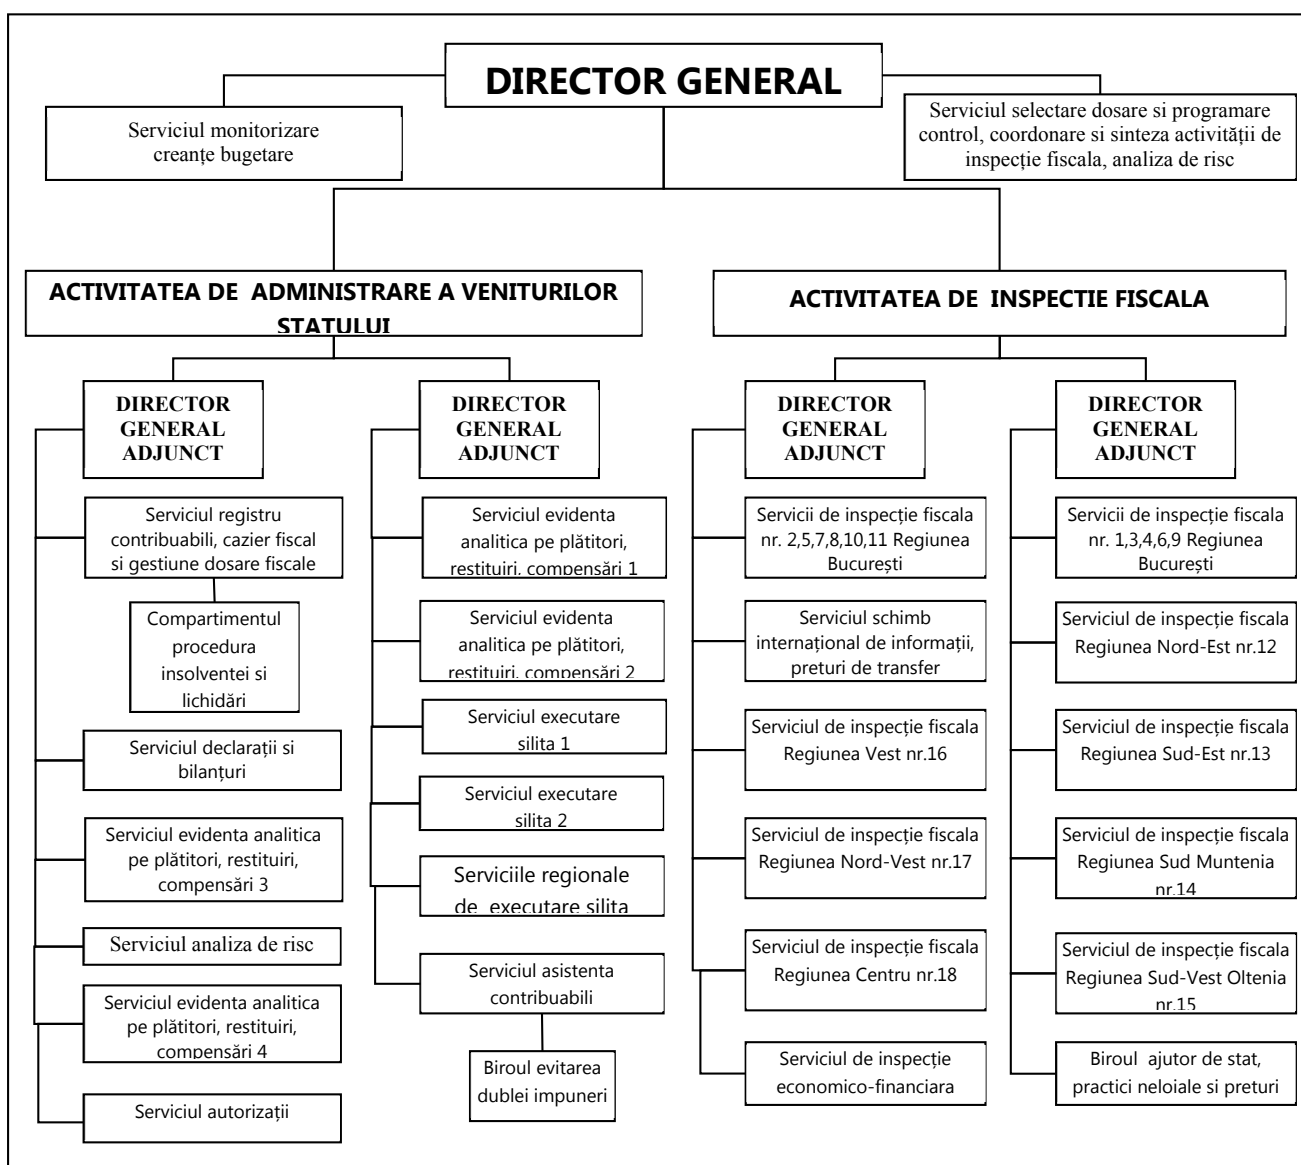 DIRECTOR GENERAL
Serviciul monitorizare
creanțe bugetare
Serviciul selectare dosare si programare
control, coordonare si sinteza activității de
inspecție fiscala, analiza de risc
ACTIVITATEA DE ADMINISTRARE A VENITURILOR
STATULUI
ACTIVITATEA DE INSPECTIE FISCALA
DIRECTOR
GENERAL
ADJUNCT
Serviciul registru
contribuabili, cazier fiscal
si gestiune dosare fiscale
Compartimentul
procedura
insolventei si
lichidări
Serviciul declarații si
bilanțuri
Serviciul evidenta analitica
pe plătitori, restituiri,
compensări 3
Serviciul analiza de risc
Serviciul evidenta analitica
pe plătitori, restituiri,
compensări 4
Serviciul autorizații
DIRECTOR
GENERAL
ADJUNCT
Serviciul evidenta
analitica pe plătitori,
restituiri, compensări 1
Serviciul evidenta
analitica pe plătitori,
restituiri, compensări 2
Serviciul executare
silita 1
Serviciul executare
silita 2
Serviciile regionale
de executare silita
Serviciul asistenta
contribuabili
Biroul evitarea
dublei impuneri
DIRECTOR
GENERAL
ADJUNCT
Servicii de inspecție fiscala
nr. 2,5,7,8,10,11 Regiunea
București
Serviciul schimb
internațional de informații,
preturi de transfer
Serviciul de inspecție fiscala
Regiunea Vest nr.16
Serviciul de inspecție fiscala
Regiunea Nord-Vest nr.17
Serviciul de inspecție fiscala
Regiunea Centru nr.18
Serviciul de inspecție
economico-financiara
DIRECTOR
GENERAL
ADJUNCT
Servicii de inspecție fiscala
nr. 1,3,4,6,9 Regiunea
București
Serviciul de inspecție fiscala
Regiunea Nord-Est nr.12
Serviciul de inspecție fiscala
Regiunea Sud-Est nr.13
Serviciul de inspecție fiscala
Regiunea Sud Muntenia
nr.14
Serviciul de inspecție fiscala
Regiunea Sud-Vest Oltenia
nr.15
Biroul ajutor de stat,
practici neloiale si preturi